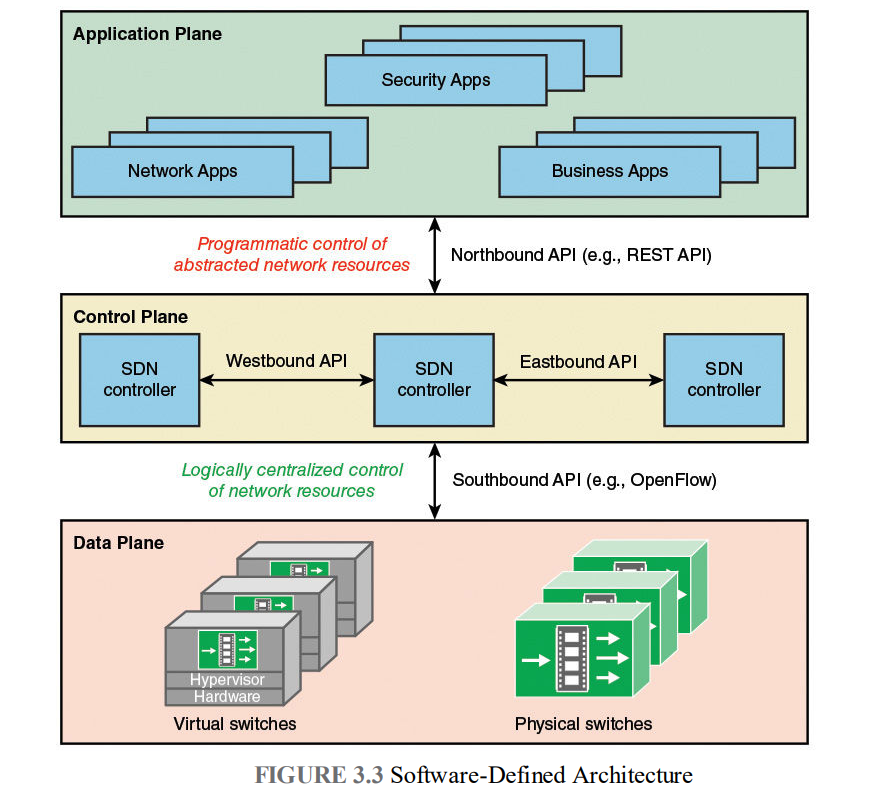 Application Plane
Security Apps
Network Apps
Business Apps
Programmatic control of
abstracted network resources
Northbound API (e.g., REST API)
Control Plane
SDN
controller
Westbound API
SDN
controller
Eastbound API
SDN
controller
Logically centralized control
of network resources
Southbound API (e.g., OpenFlow)
Data Plane
Hypervisor
Hardware
Virtual switches
Physical switches
FIGURE 3.3 Software-Defined Architecture